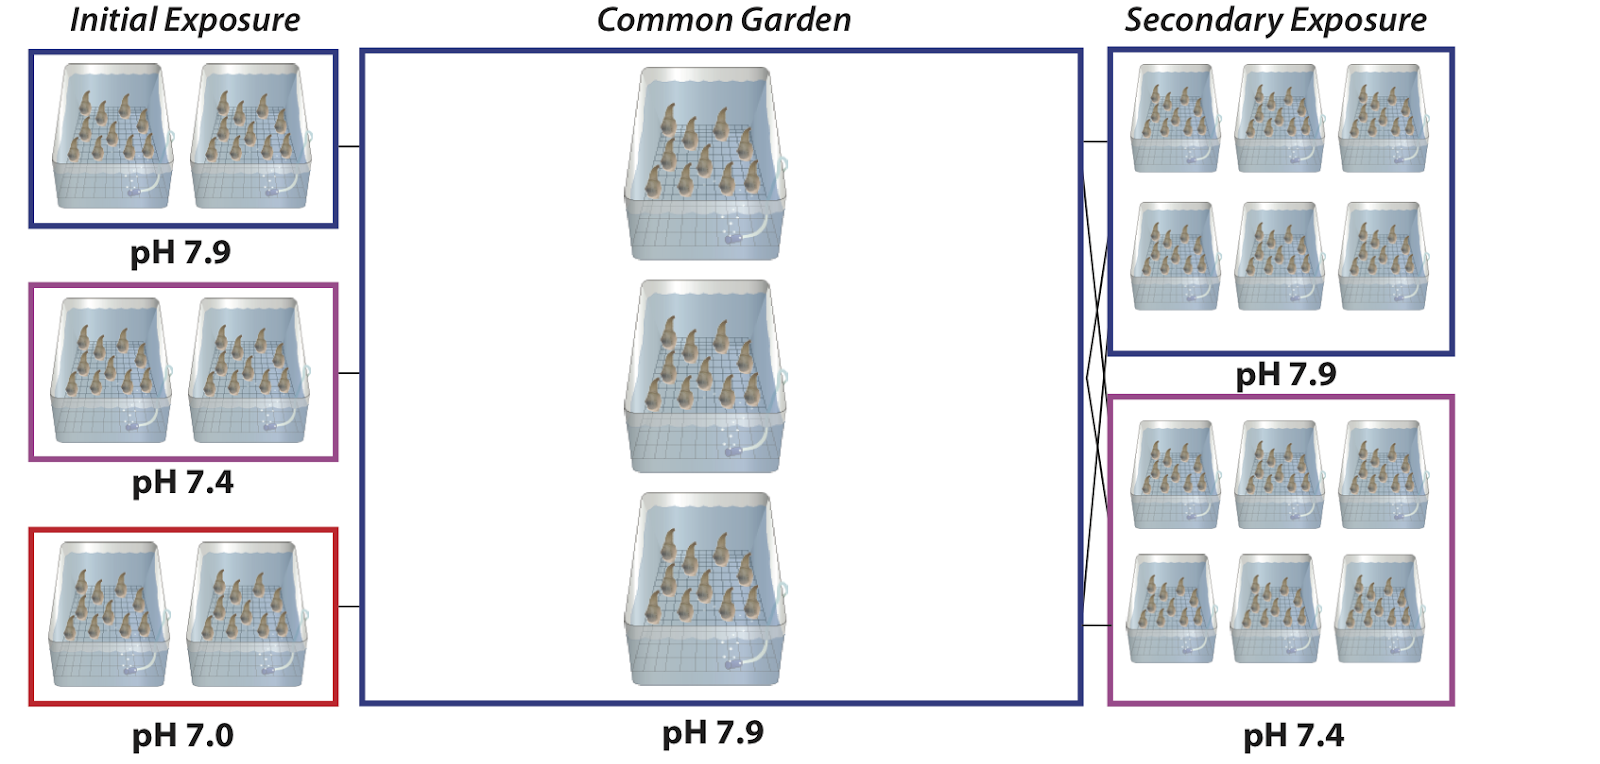 Initial Exposure
Common Garden
Secondary Exposure
pH 7.9
pH 7.4
pH 7.0
pH 7.9
pH 7.9
pH 7.4